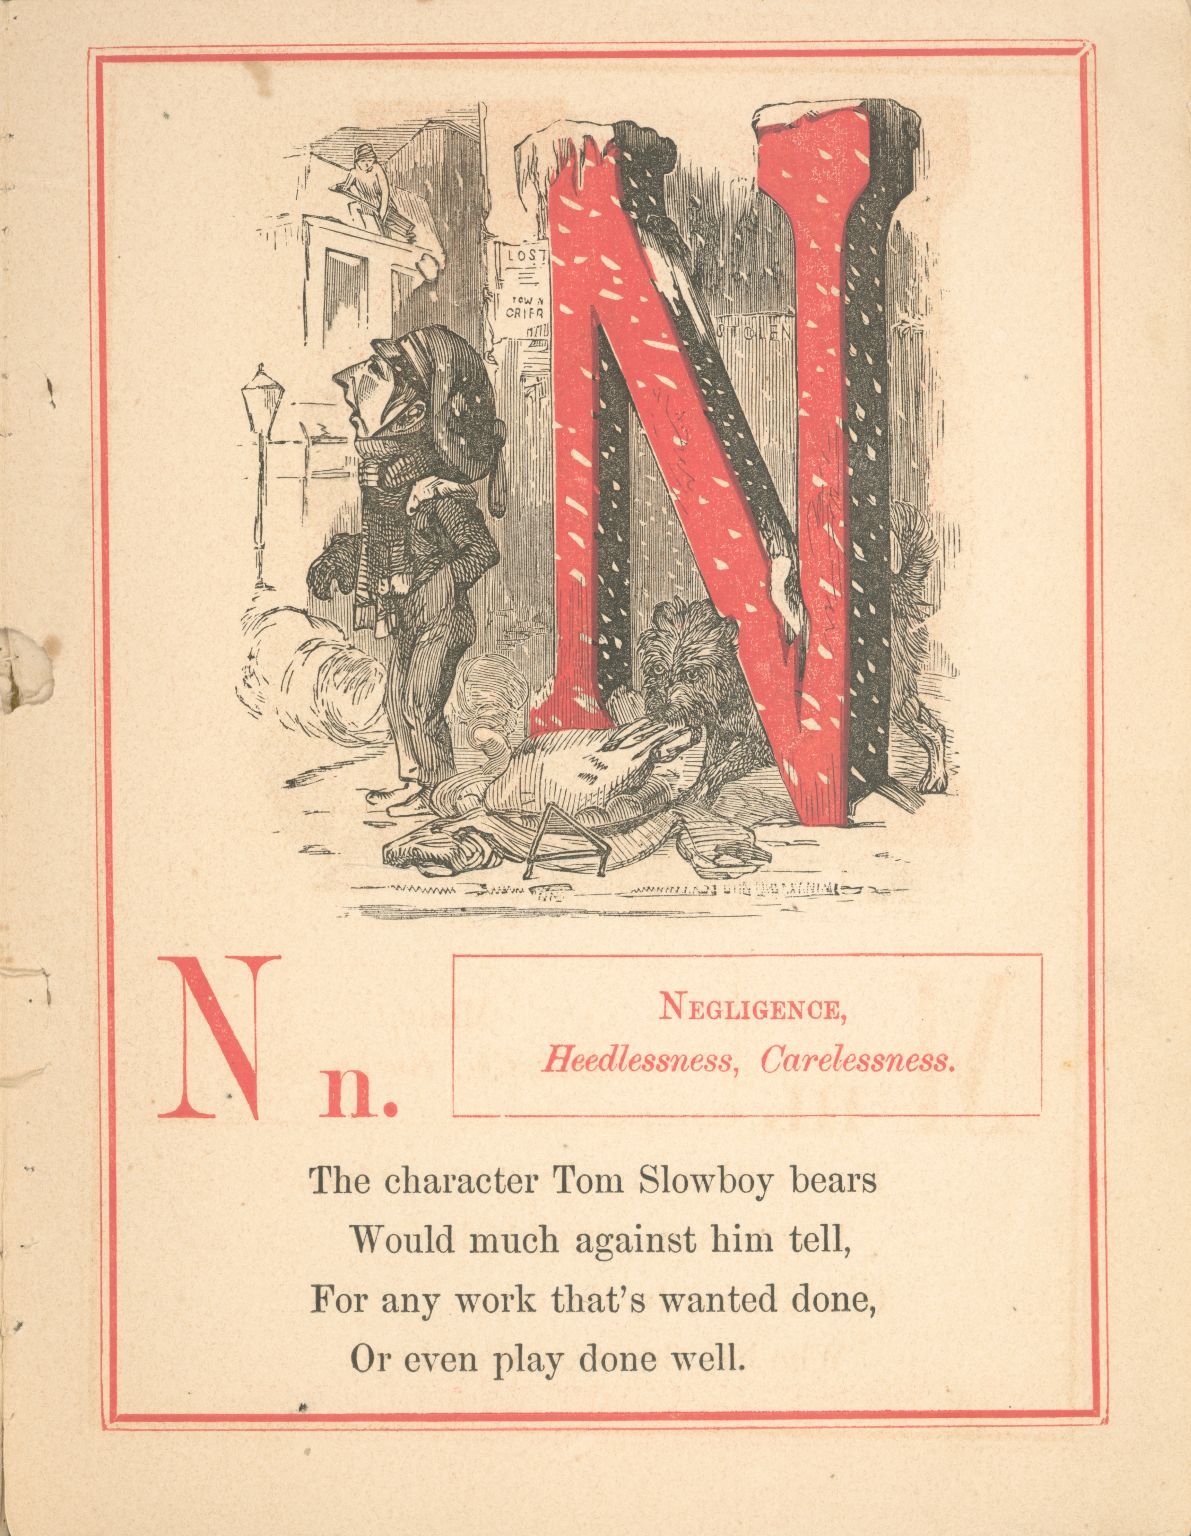 LOST
TOWN
CRIER
STOLEN
N n.
NEGLIGENCE,
Heedlessness, Carelessness.
The character Tom Slowboy bears
Would much against him tell,
For any work that's wanted done,
Or even play done well.